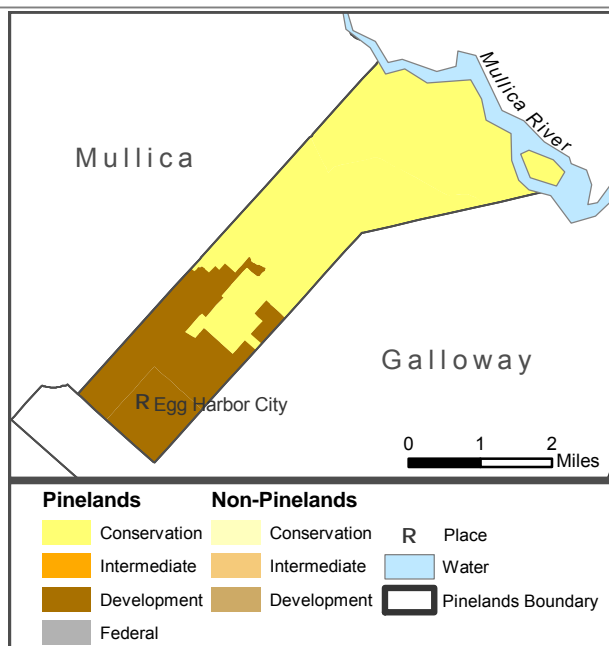 Mullica River
Mullica
Galloway
R Egg Harbor City
0 1 2
Miles
Pinelands Non-Pinelands
Conservation Conservation R Place
Intermediate Intermediate Water
Development Development Pinelands Boundary
Federal